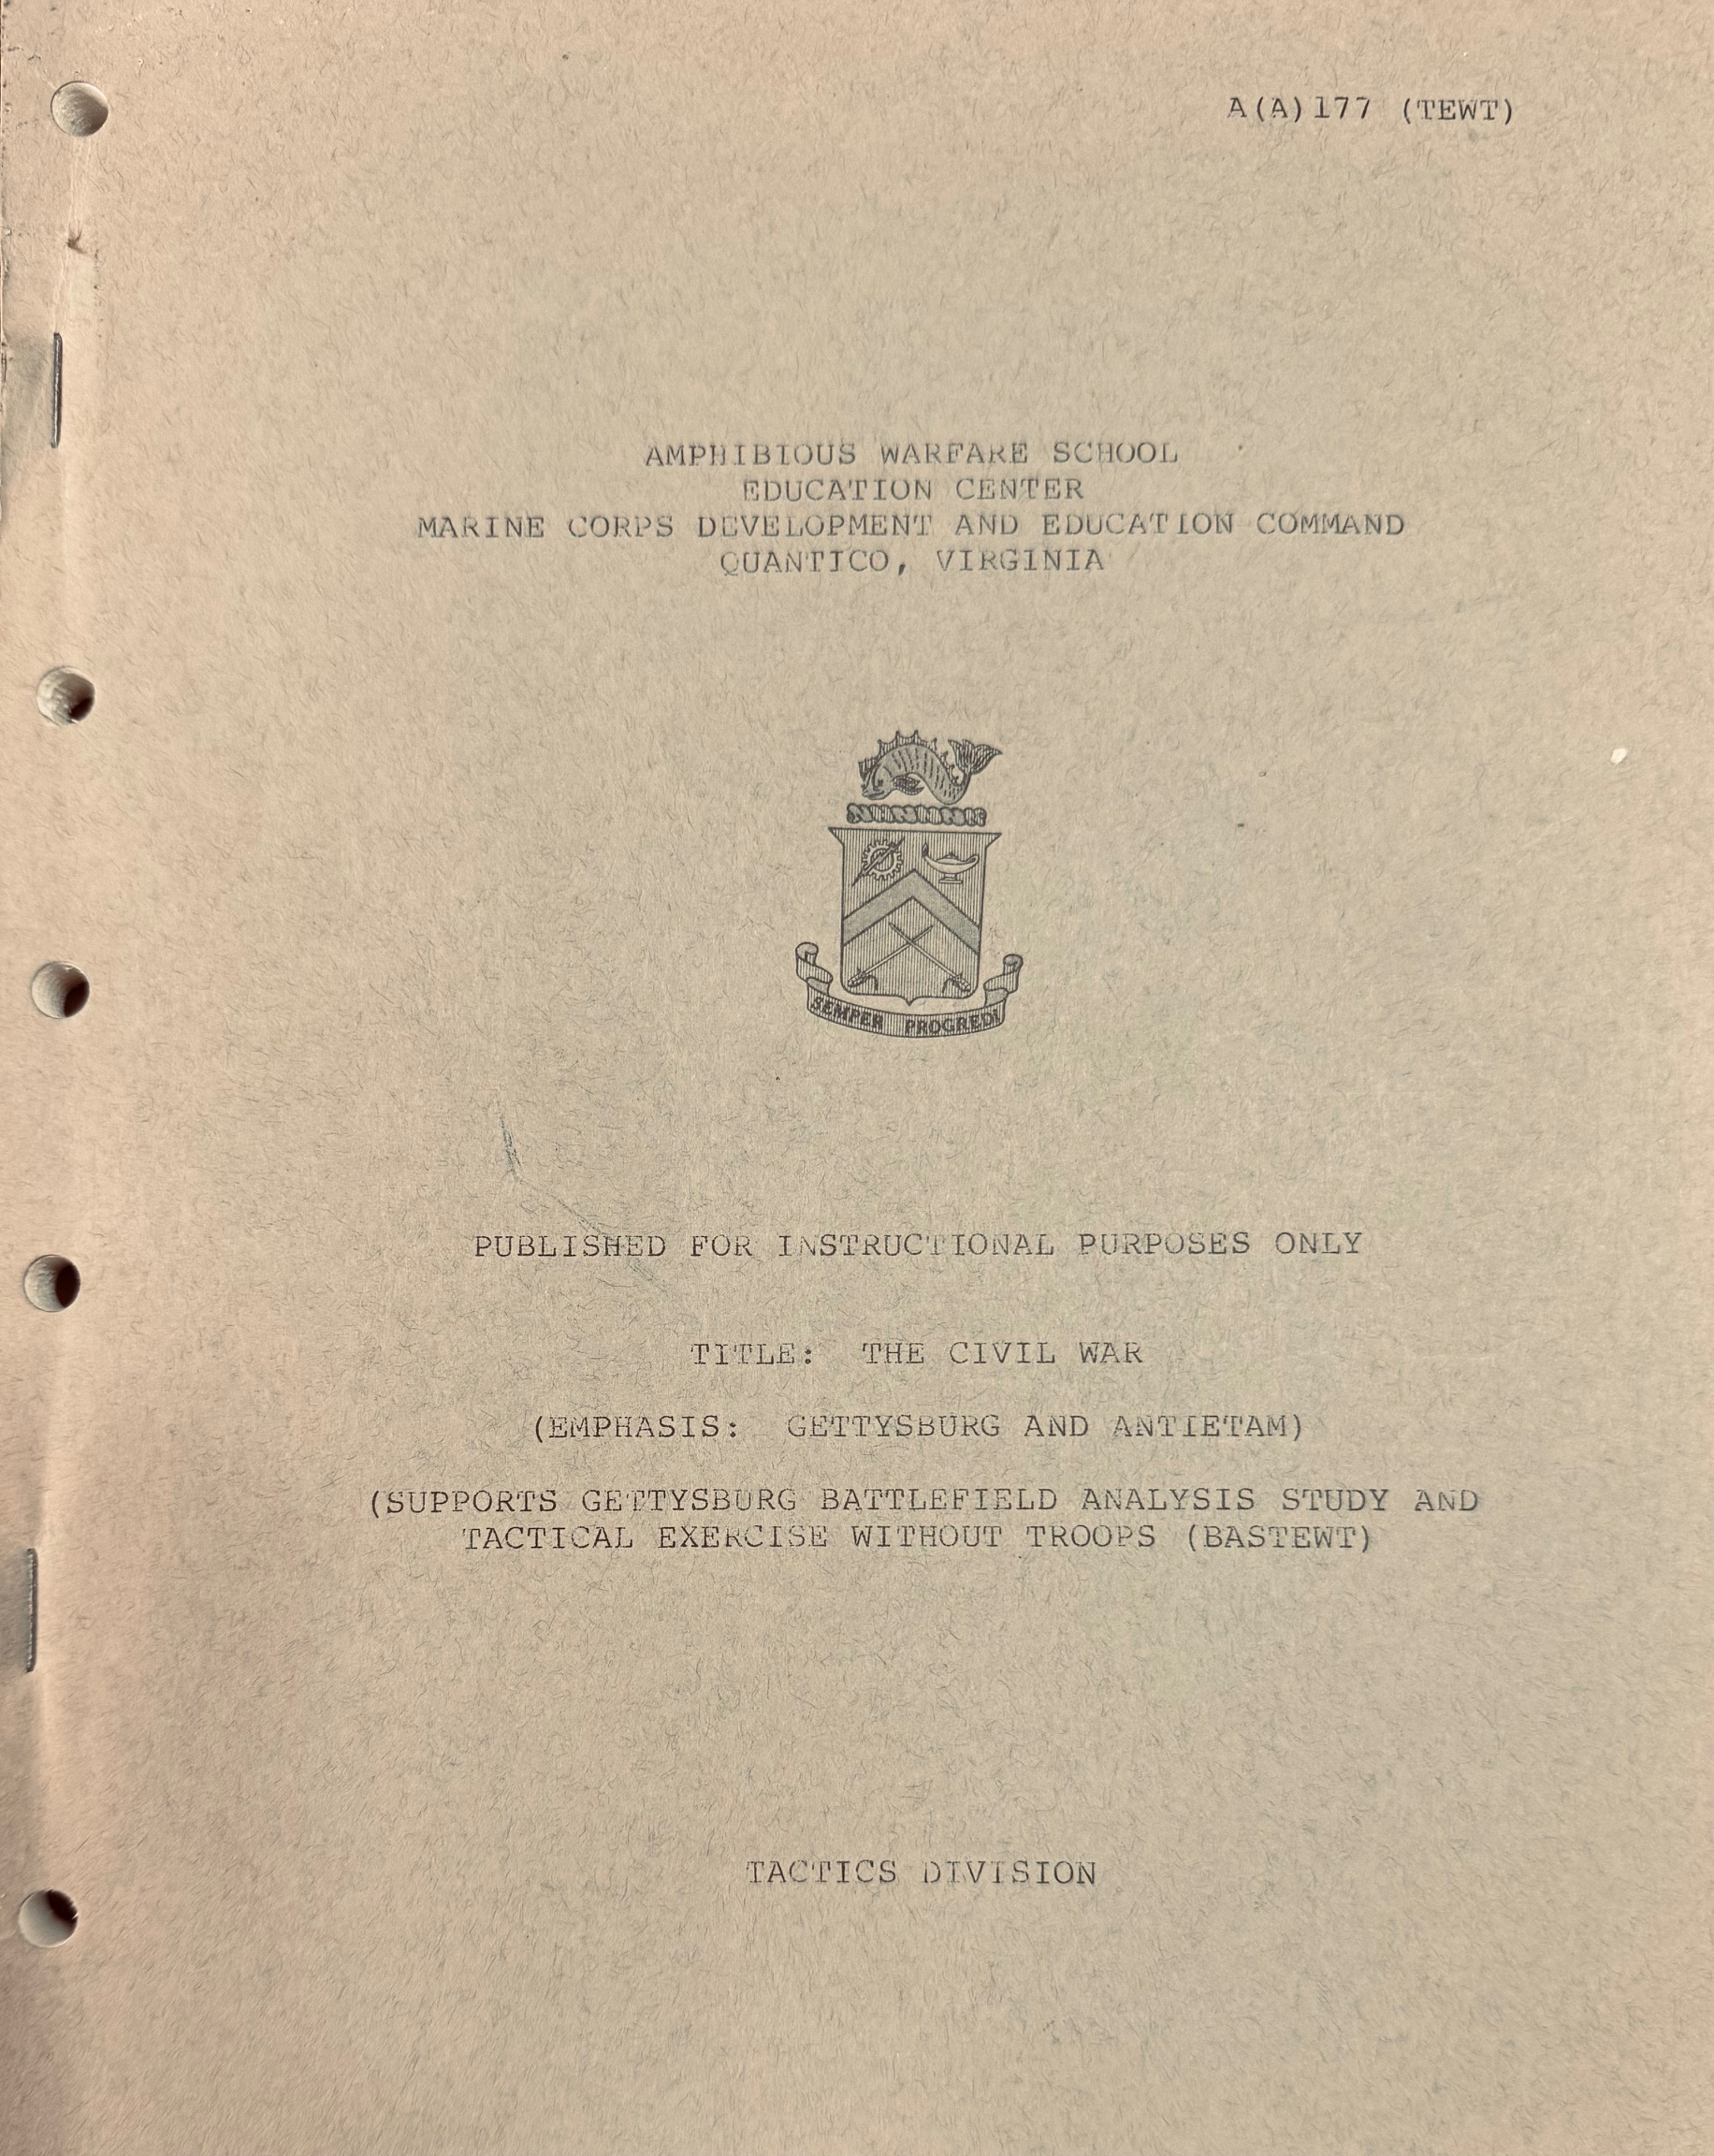 A(A)177 (TEWT)
AMPHIBIOUS WARFARE SCHOOL
EDUCATION CENTER
MARINE CORPS DEVELOPMENT AND EDUCATION COMMAND
QUANTICO, VIRGINIA
SEMPER PROGREDI
PUBLISHED FOR INSTRUCTIONAL PURPOSES ONLY
TITLE: THE CIVIL WAR
(EMPHASIS: GETTYSBURG AND ANTIETAM)
(SUPPORTS GETTYSBURG BATTLEFIELD ANALYSIS STUDY AND
TACTICAL EXERCISE WITHOUT TROOPS (BASTEWT)
TACTICS DIVISION